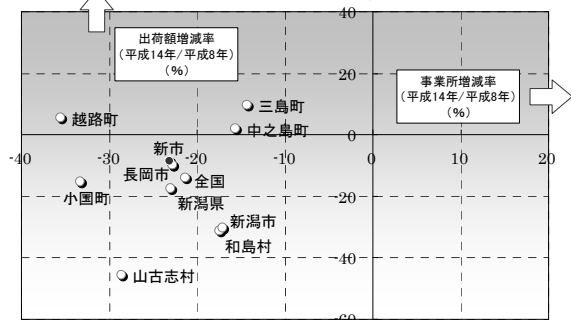 40
出荷額増減率
(平成14年/平成8年)
(%)
20
事業所増減率
(平成14年/平成8年)
(%)
三島町
越路町
中之島町
0
-40
-30
-20
-10
0
10
20
新市
長岡市
全国
小国町
新潟県
-20
新潟市
和島村
-40
山古志村
-60